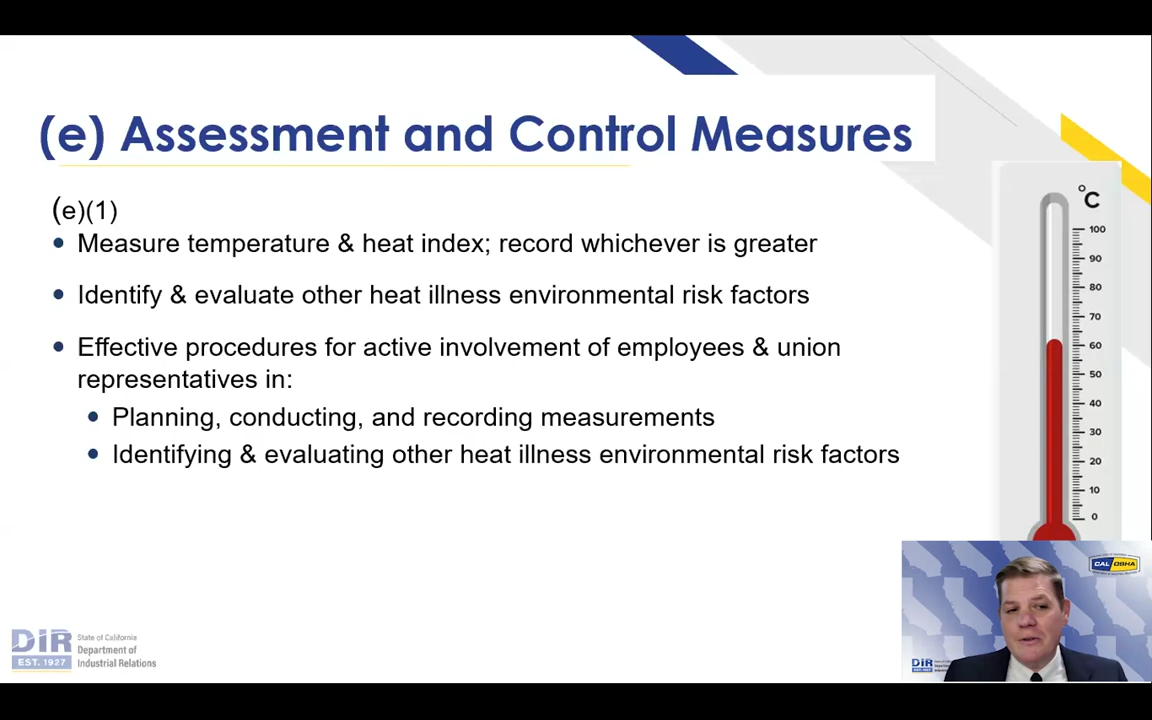 (e) Assessment and Control Measures
(e)(1)
• Measure temperature & heat index; record whichever is greater
• Identify & evaluate other heat illness environmental risk factors
• Effective procedures for active involvement of employees & union
representatives in:
• Planning, conducting, and recording measurements
• Identifying & evaluating other heat illness environmental risk factors
°C
100
90
80
70
60
50
40
30
20
10
0
CAL OSHA
DIR
EST. 1927
State of California
Department of
Industrial Relations
DIR